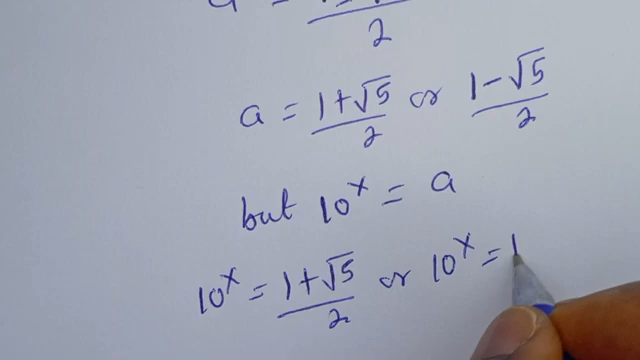 2
a = (1+√5)/2 or (1-√5)/2
but 10^x = a
10^x = (1+√5)/2 or 10^x = 1